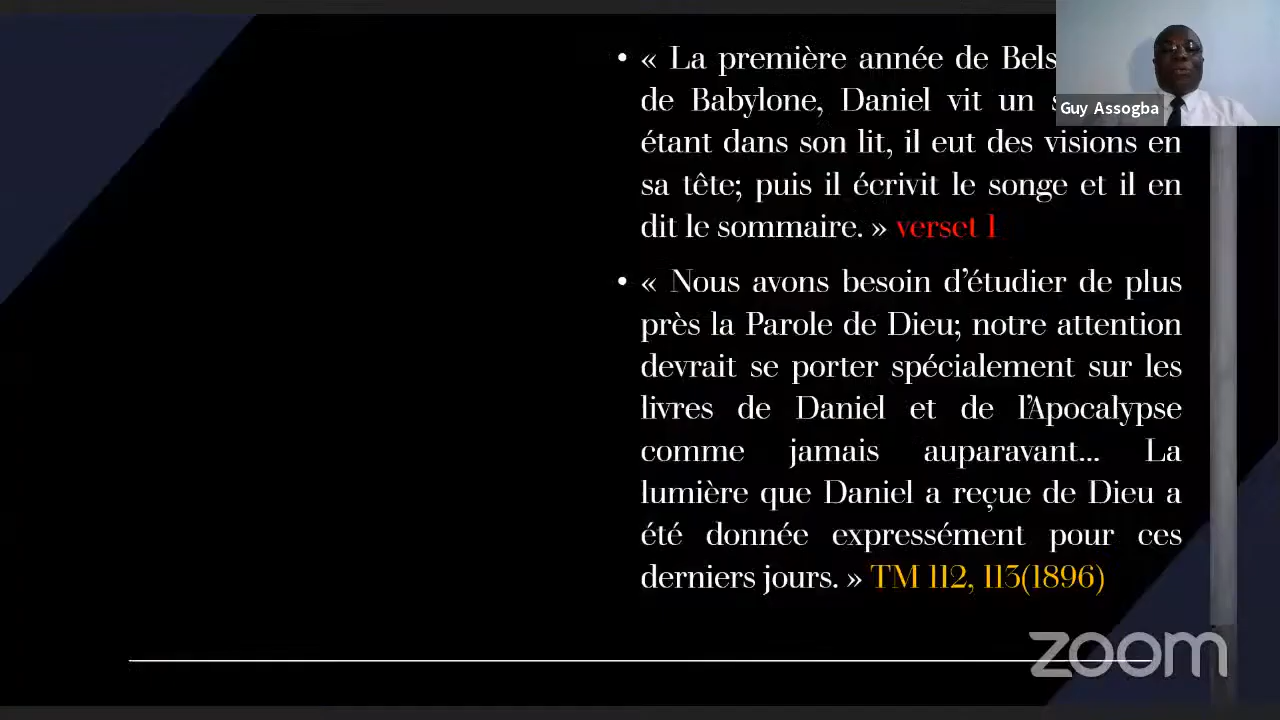 • « La première année de Bels
de Babylone, Daniel vit un s
Guy Assogba
étant dans son lit, il eut des visions en
sa tête; puis il écrivit le songe et il en
dit le sommaire. » verset 1
• « Nous avons besoin d'étudier de plus
près la Parole de Dieu; notre attention
devrait se porter spécialement sur les
livres de Daniel et de l'Apocalypse
comme jamais auparavant... La
lumière que Daniel a reçue de Dieu a
été donnée expressément pour ces
derniers jours. » TM 112, 113(1896)
zoom